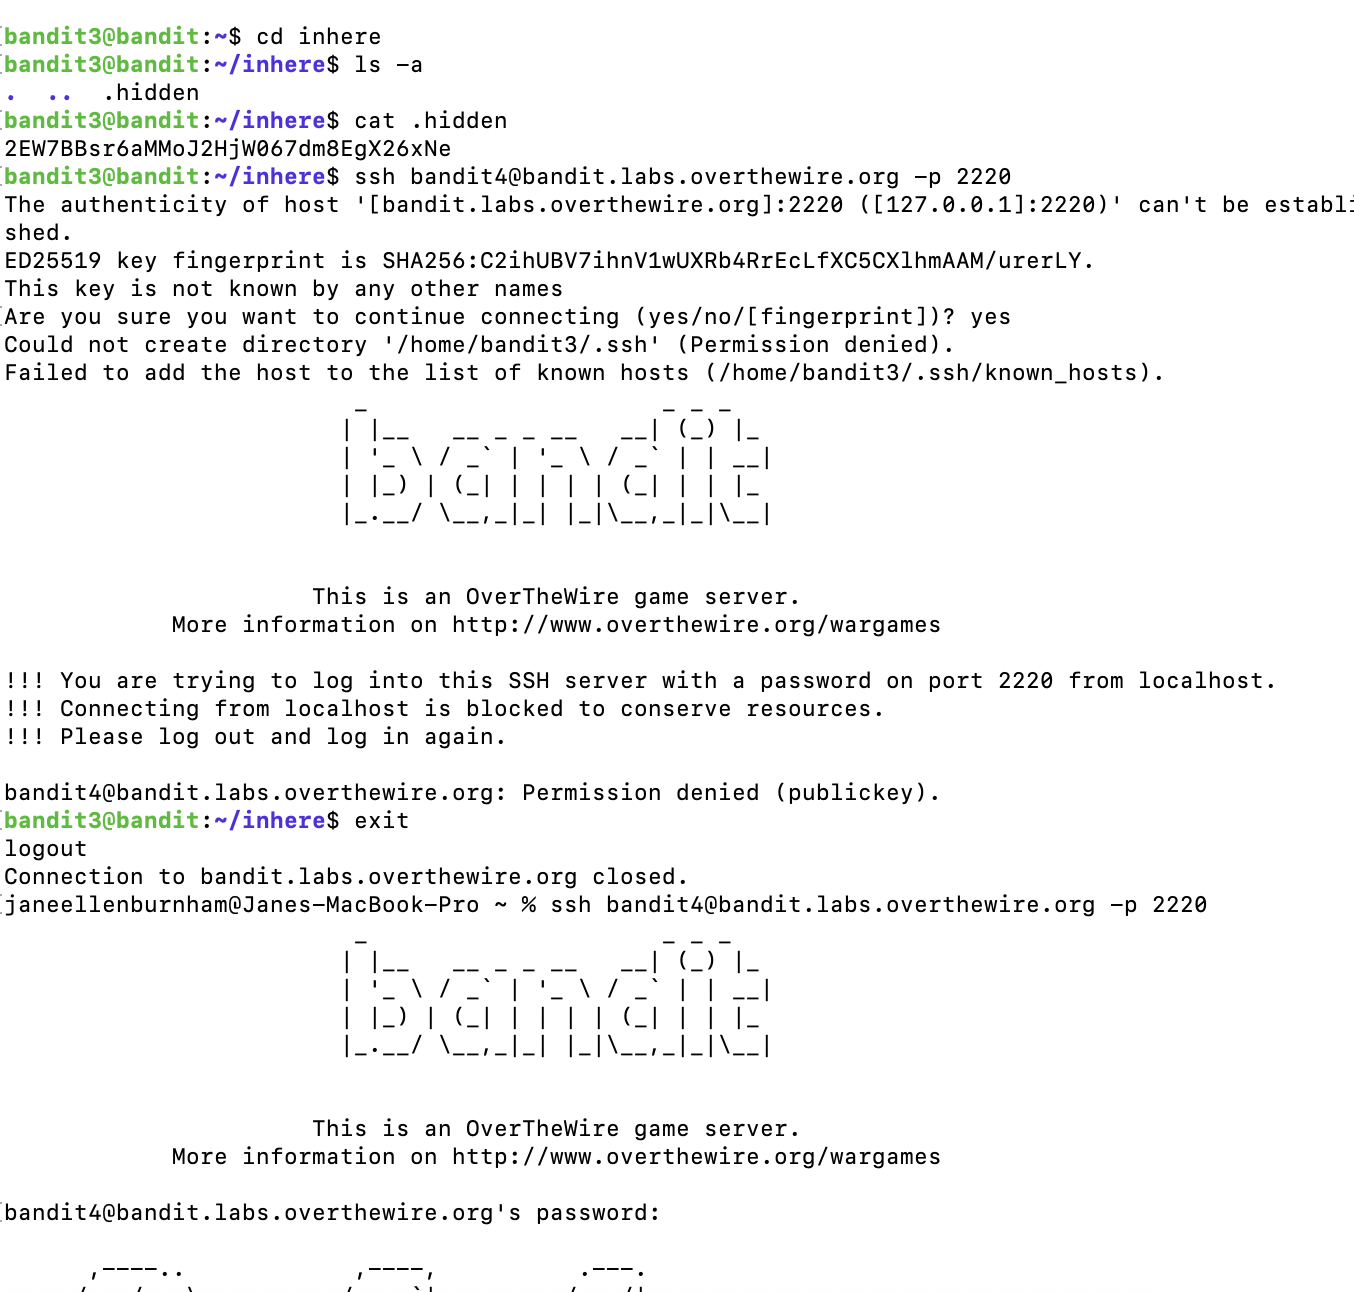 bandit3@bandit:~$ cd inhere
bandit3@bandit:~/inhere$ ls -a
.  ..  .hidden
bandit3@bandit:~/inhere$ cat .hidden
2EW7BBsr6aMMoJ2HjW067dm8EgX26xNe
bandit3@bandit:~/inhere$ ssh bandit4@bandit.labs.overthewire.org -p 2220
The authenticity of host '[bandit.labs.overthewire.org]:2220 ([127.0.0.1]:2220)' can't be establi
shed.
ED25519 key fingerprint is SHA256:C2ihUBV7ihnV1wUXRb4RrEcLfXC5CXlhmAAM/urerLY.
This key is not known by any other names
Are you sure you want to continue connecting (yes/no/[fingerprint])? yes
Could not create directory '/home/bandit3/.ssh' (Permission denied).
Failed to add the host to the list of known hosts (/home/bandit3/.ssh/known_hosts).
bandit
This is an OverTheWire game server.
More information on http://www.overthewire.org/wargames
!!! You are trying to log into this SSH server with a password on port 2220 from localhost.
!!! Connecting from localhost is blocked to conserve resources.
!!! Please log out and log in again.
bandit4@bandit.labs.overthewire.org: Permission denied (publickey).
bandit3@bandit:~/inhere$ exit
logout
Connection to bandit.labs.overthewire.org closed.
janeellenburnham@Janes-MacBook-Pro ~ % ssh bandit4@bandit.labs.overthewire.org -p 2220
bandit
This is an OverTheWire game server.
More information on http://www.overthewire.org/wargames
bandit4@bandit.labs.overthewire.org's password: